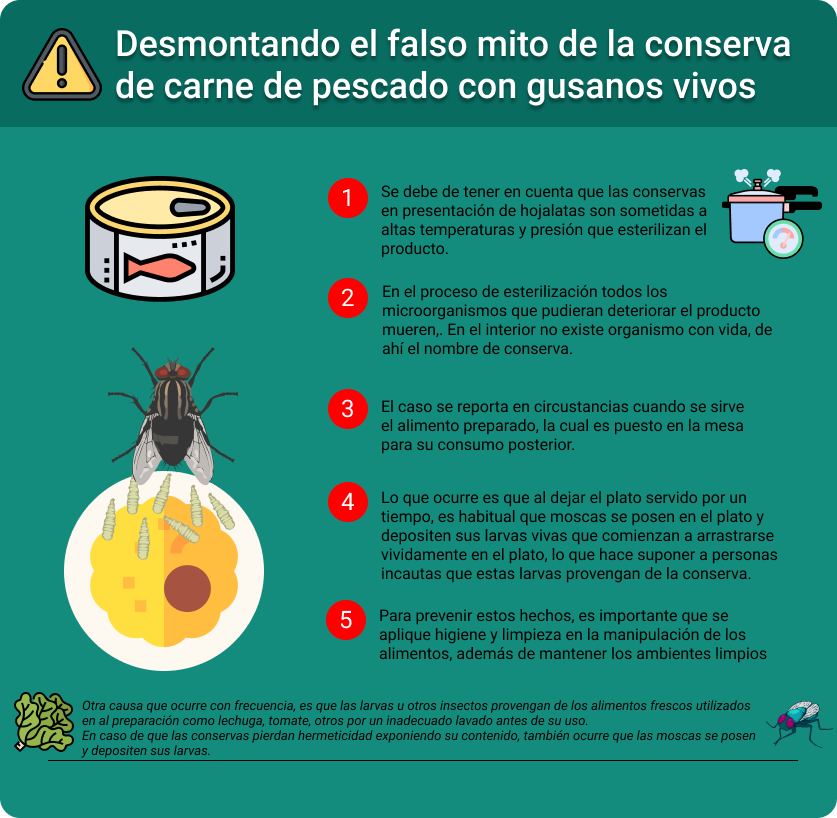 Desmontando el falso mito de la conserva
de carne de pescado con gusanos vivos
1
Se debe de tener en cuenta que las conservas
en presentación de hojalatas son sometidas a
altas temperaturas y presión que esterilizan el
producto.
2
En el proceso de esterilización todos los
microorganismos que pudieran deteriorar el producto
mueren,. En el interior no existe organismo con vida, de
ahí el nombre de conserva.
3
El caso se reporta en circustancias cuando se sirve
el alimento preparado, la cual es puesto en la mesa
para su consumo posterior.
4
Lo que ocurre es que al dejar el plato servido por un
tiempo, es habitual que moscas se posen en el plato y
depositen sus larvas vivas que comienzan a arrastrarse
vividamente en el plato, lo que hace suponer a personas
incautas que estas larvas provengan de la conserva.
5
Para prevenir estos hechos, es importante que se
aplique higiene y limpieza en la manipulación de los
alimentos, además de mantener los ambientes limpios
Otra causa que ocurre con frecuencia, es que las larvas u otros insectos provengan de los alimentos frescos utilizados
en al preparación como lechuga, tomate, otros por un inadecuado lavado antes de su uso.
En caso de que las conservas pierdan hermeticidad exponiendo su contenido, también ocurre que las moscas se posen
y depositen sus larvas.